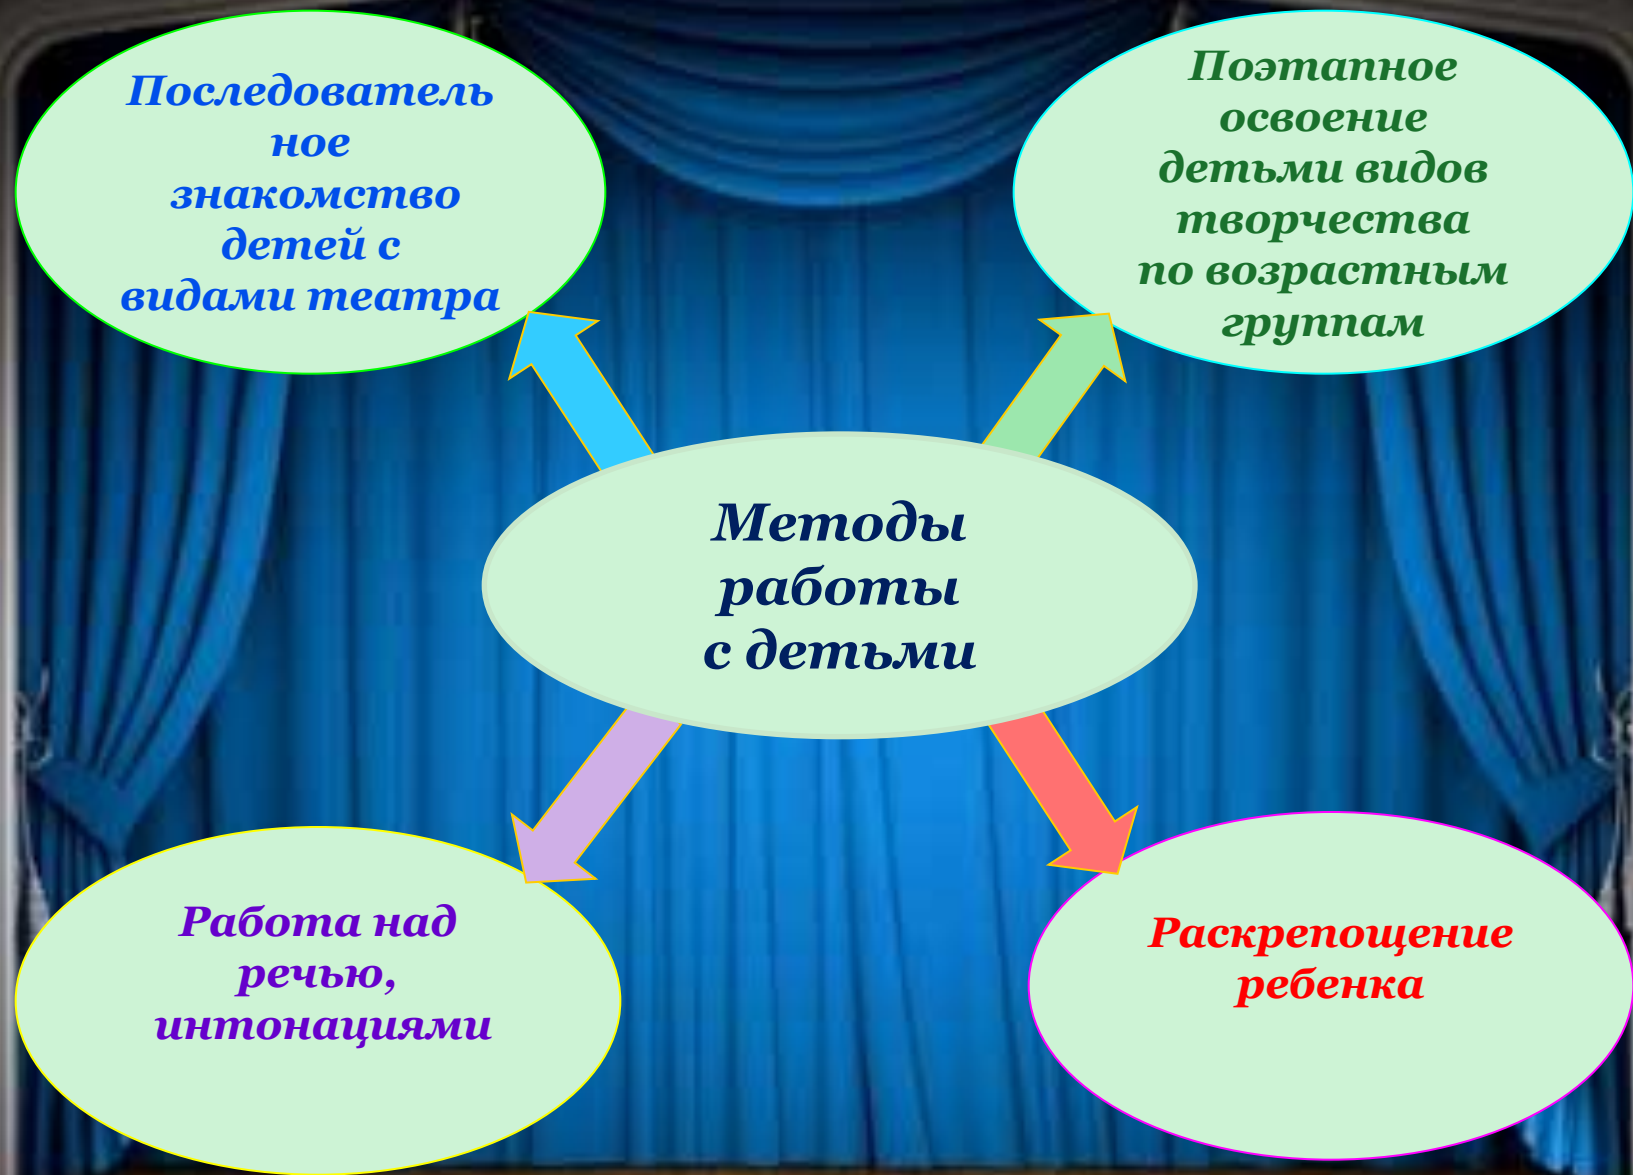 Последователь
ное
знакомство
детей с
видами театра
Поэтапное
освоение
детьми видов
творчества
по возрастным
группам
Методы
работы
с детьми
Работа над
речью,
интонациями
Раскрепощение
ребенка